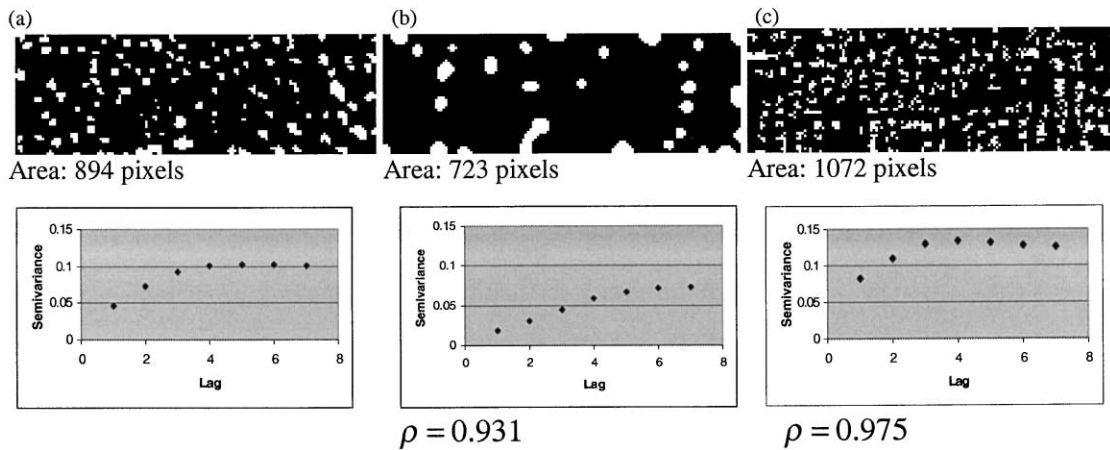 (a)
(b)
(c)
Area: 894 pixels
Area: 723 pixels
Area: 1072 pixels
Semivariance
0.15
0.1
0.05
0
0 2 4 6 8
Lag
Semivariance
0.15
0.1
0.05
0
0 2 4 6 8
Lag
Semivariance
0.15
0.1
0.05
0
0 2 4 6 8
Lag
ρ = 0.931
ρ = 0.975